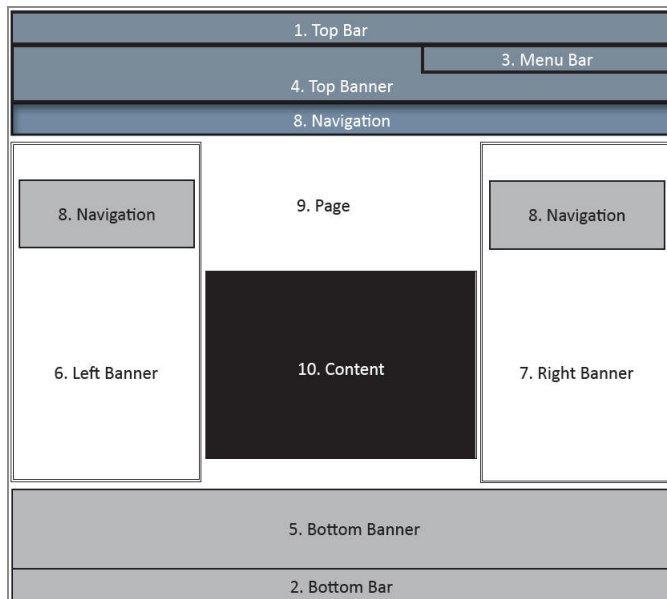 1. Top Bar
3. Menu Bar
4. Top Banner
8. Navigation
8. Navigation
9. Page
8. Navigation
6. Left Banner
10. Content
7. Right Banner
5. Bottom Banner
2. Bottom Bar